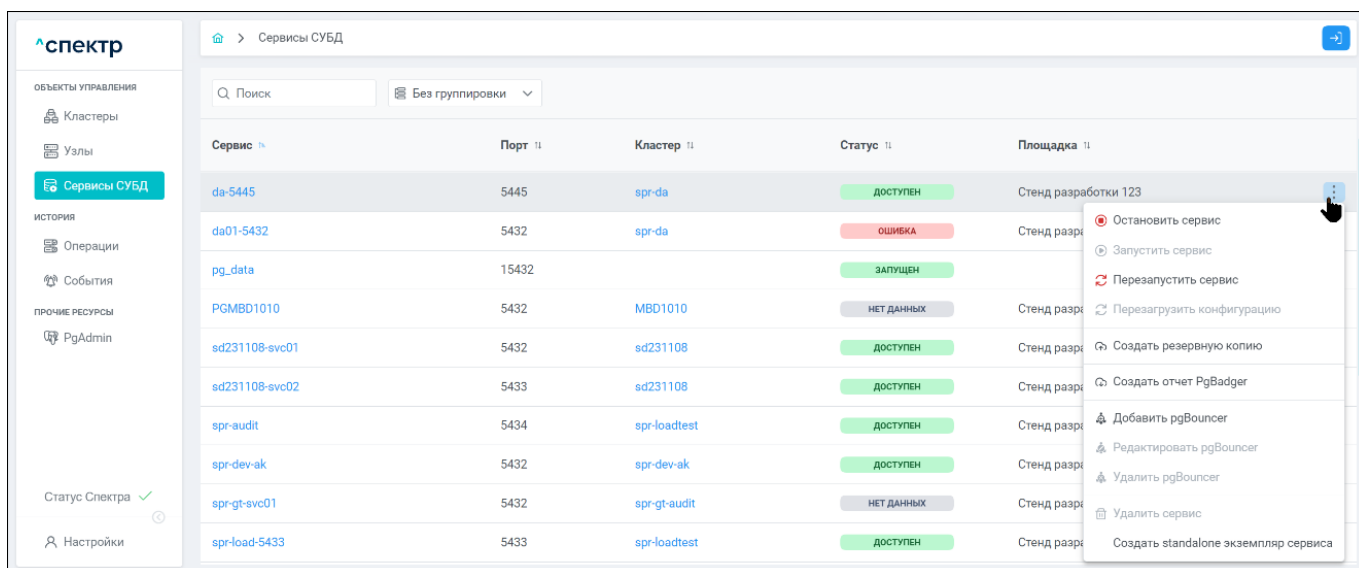 ^спектр
ОБЪЕКТЫ УПРАВЛЕНИЯ
Кластеры
Узлы
Сервисы СУБД
ИСТОРИЯ
Операции
События
ПРОЧИЕ РЕСУРСЫ
PgAdmin
Статус Спектра
Настройки
> Сервисы СУБД
Поиск Без группировки
Сервис Порт Кластер Статус Площадка
da-5445 5445 spr-da ДОСТУПЕН Стенд разработки 123
da01-5432 5432 spr-da ОШИБКА Стенд разра
pg_data 15432 ЗАПУЩЕН
PGMBD1010 5432 MBD1010 НЕТ ДАННЫХ Стенд разра
sd231108-svc01 5432 sd231108 ДОСТУПЕН Стенд разра
sd231108-svc02 5433 sd231108 ДОСТУПЕН Стенд разра
spr-audit 5434 spr-loadtest ДОСТУПЕН Стенд разра
spr-dev-ak 5432 spr-dev-ak ДОСТУПЕН Стенд разра
spr-gt-svc01 5432 spr-gt-audit НЕТ ДАННЫХ Стенд разра
spr-load-5433 5433 spr-loadtest ДОСТУПЕН Стенд разра
Остановить сервис
Запустить сервис
Перезапустить сервис
Перезагрузить конфигурацию
Создать резервную копию
Создать отчет PgBadger
Добавить pgBouncer
Редактировать pgBouncer
Удалить pgBouncer
Удалить сервис
Создать standalone экземпляр сервиса